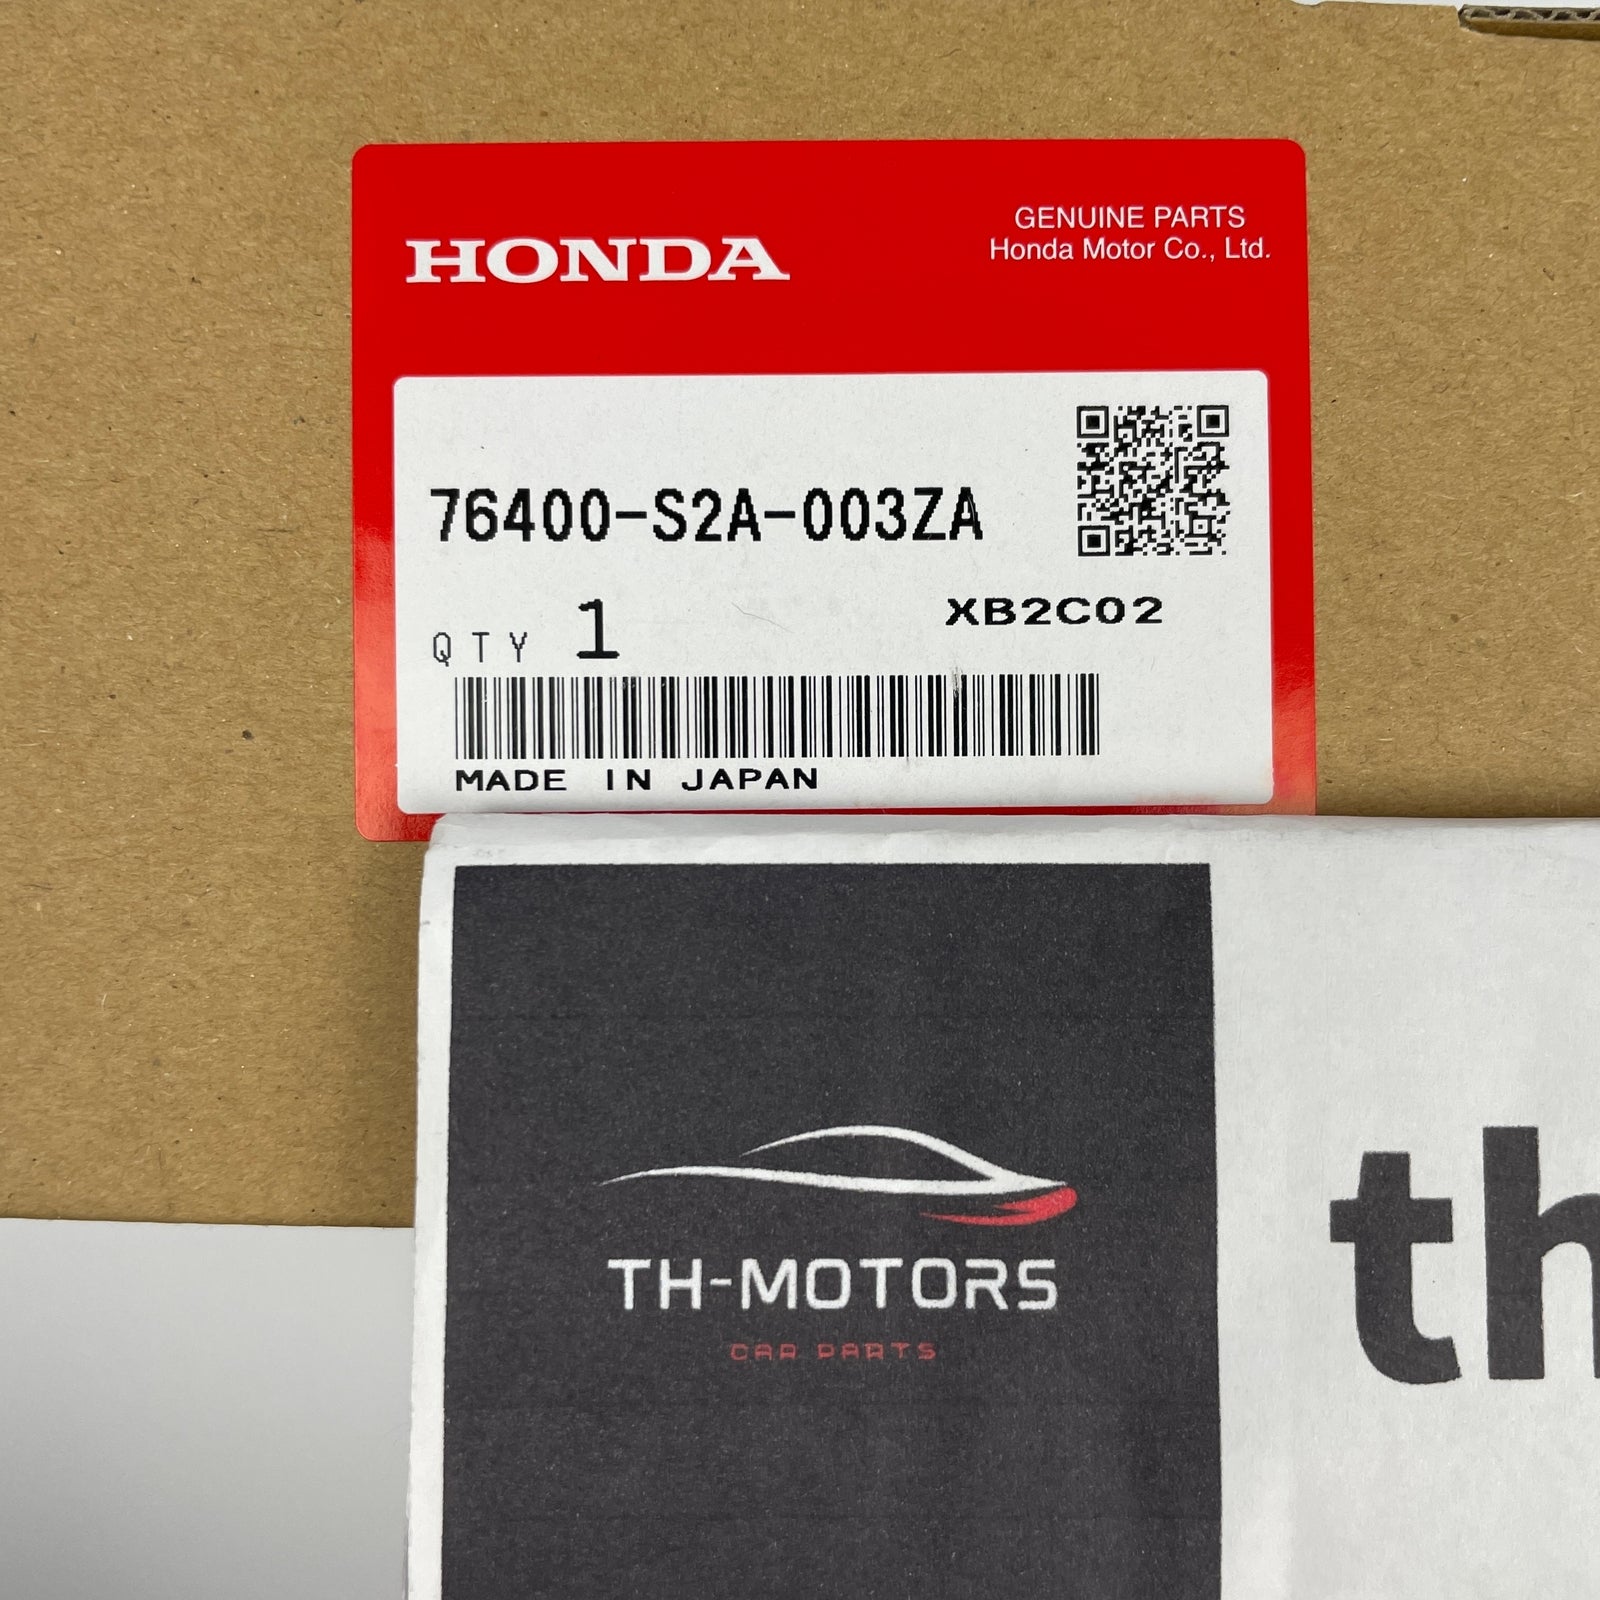 HONDA
GENUINE PARTS
Honda Motor Co., Ltd.
76400-S2A-003ZA
QTY 1
XB2C02
MADE IN JAPAN
TH-MOTORS
CAR PARTS
th